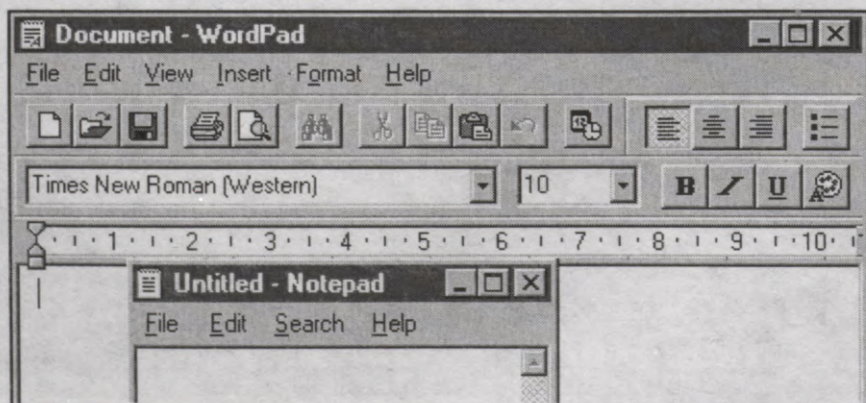 Document - WordPad
File Edit View Insert Format Help
Times New Roman (Western) 10 B I U
1 2 3 4 5 6 7 8 9 10
Untitled - Notepad
File Edit Search Help